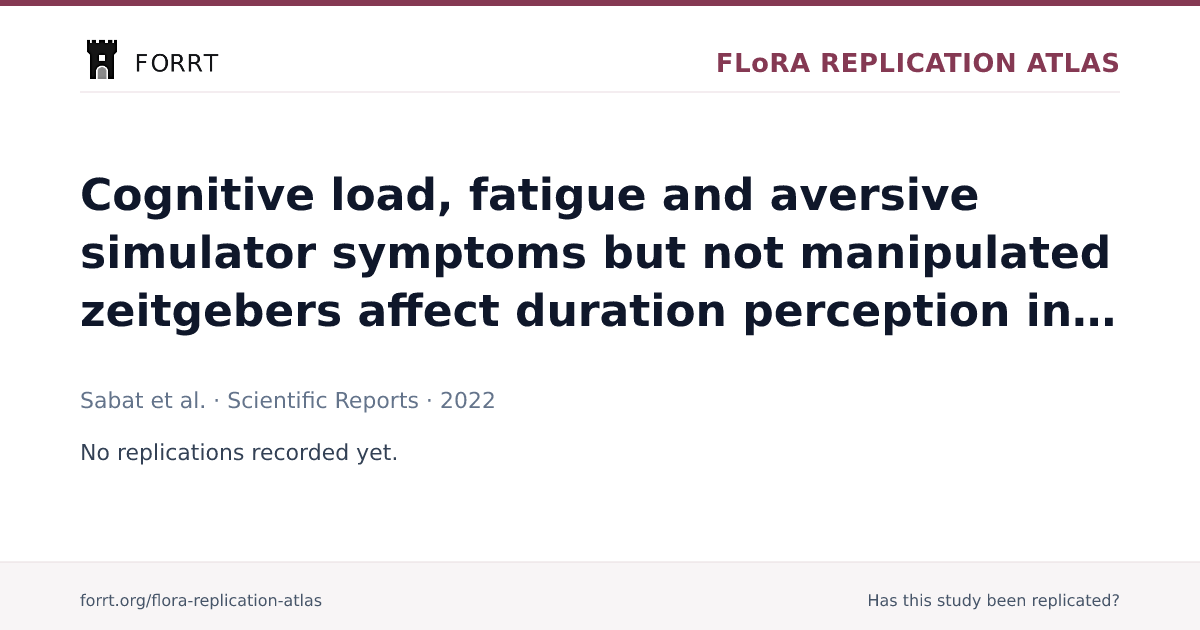 FORRT
FLoRA REPLICATION ATLAS
Cognitive load, fatigue and aversive
simulator symptoms but not manipulated
zeitgebers affect duration perception in…
Sabat et al. · Scientific Reports · 2022
No replications recorded yet.
forrt.org/flora-replication-atlas
Has this study been replicated?